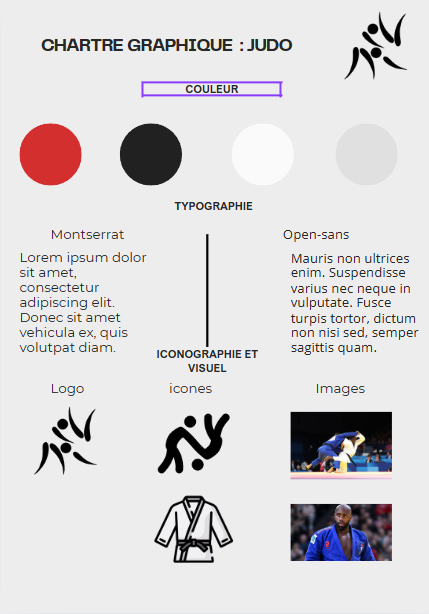 CHARTRE GRAPHIQUE : JUDO
COULEUR
TYPOGRAPHIE
Montserrat
Lorem ipsum dolor
sit amet,
consectetur
adipiscing elit.
Donec sit amet
vehicula ex, quis
volutpat diam.
Open-sans
Mauris non ultrices
enim. Suspendisse
varius nec neque in
vulputate. Fusce
turpis tortor, dictum
non nisi sed, semper
sagittis quam.
ICONOGRAPHIE ET
VISUEL
Logo
icones
Images